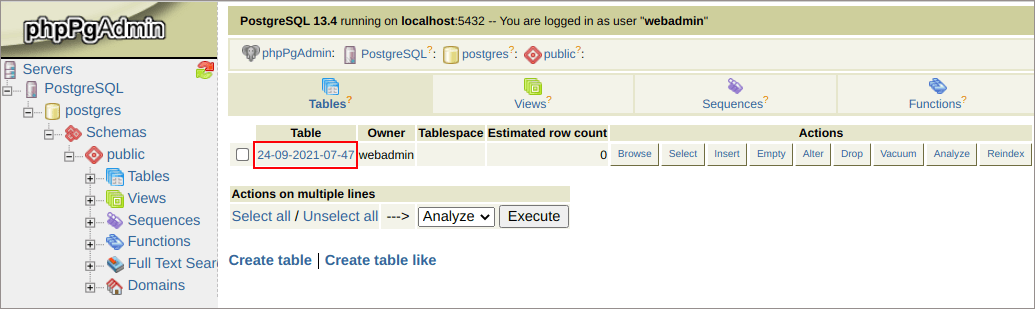 phpPgAdmin
PostgreSQL 13.4 running on localhost:5432 -- You are logged in as user "webadmin"
phpPgAdmin: PostgreSQL?: postgres?: public?:
Servers
PostgreSQL
postgres
Schemas
public
Tables
Views
Sequences
Functions
Full Text Sear
Domains
Tables? Views? Sequences? Functions?
Table Owner Tablespace Estimated row count Actions
24-09-2021-07-47 webadmin 0 Browse Select Insert Empty Alter Drop Vacuum Analyze Reindex
Actions on multiple lines
Select all / Unselect all ---> Analyze Execute
Create table | Create table like